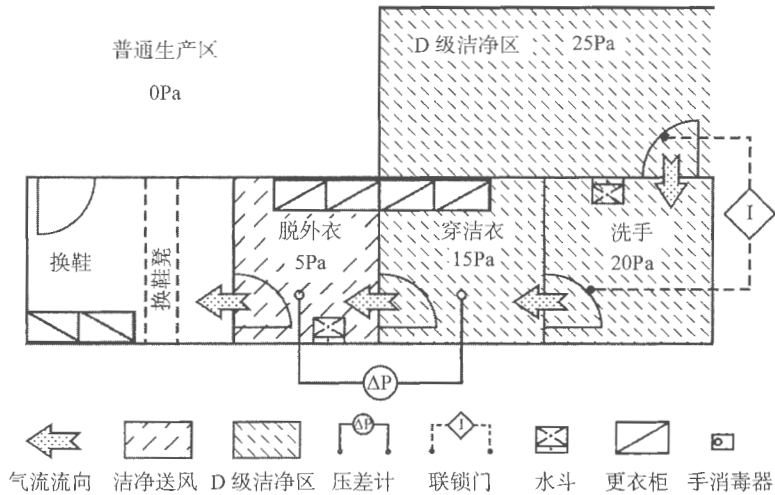 普通生产区
0Pa
D级洁净区 25Pa
换鞋
换鞋凳
脱外衣
5Pa
穿洁衣
15Pa
洗手
20Pa
I
ΔP
ΔP
I
气流流向 洁净送风 D级洁净区 压差计 联锁门 水斗 更衣柜 手消毒器